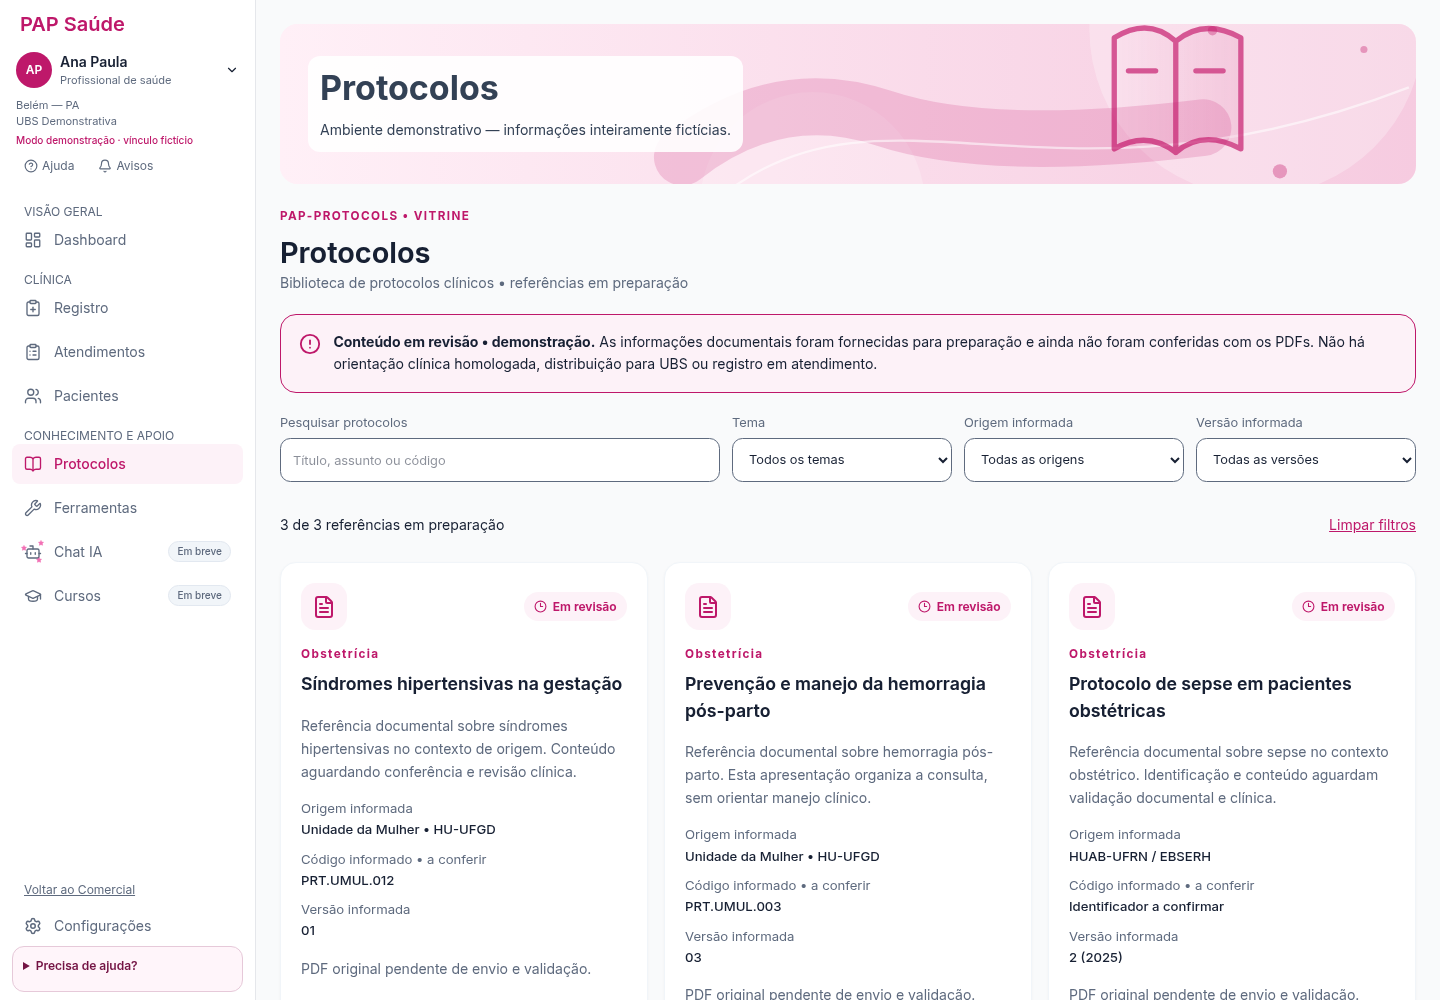 PAP Saúde
AP
Ana Paula
Profissional de saúde
Belém — PA
UBS Demonstrativa
Modo demonstração · vínculo fictício
Ajuda
Avisos
VISÃO GERAL
Dashboard
CLÍNICA
Registro
Atendimentos
Pacientes
CONHECIMENTO E APOIO
Protocolos
Ferramentas
Chat IA
Em breve
Cursos
Em breve
Voltar ao Comercial
Configurações
Precisa de ajuda?
Protocolos
Ambiente demonstrativo — informações inteiramente fictícias.
PAP-PROTOCOLS • VITRINE
Protocolos
Biblioteca de protocolos clínicos • referências em preparação
Conteúdo em revisão • demonstração. As informações documentais foram fornecidas para preparação e ainda não foram conferidas com os PDFs. Não há
orientação clínica homologada, distribuição para UBS ou registro em atendimento.
Pesquisar protocolos
Título, assunto ou código
Tema
Todos os temas
Origem informada
Todas as origens
Versão informada
Todas as versões
3 de 3 referências em preparação
Limpar filtros
Em revisão
Obstetrícia
Síndromes hipertensivas na gestação
Referência documental sobre síndromes
hipertensivas no contexto de origem. Conteúdo
aguardando conferência e revisão clínica.
Origem informada
Unidade da Mulher • HU-UFGD
Código informado • a conferir
PRT.UMUL.012
Versão informada
01
PDF original pendente de envio e validação.
Em revisão
Obstetrícia
Prevenção e manejo da hemorragia
pós-parto
Referência documental sobre hemorragia pós-
parto. Esta apresentação organiza a consulta,
sem orientar manejo clínico.
Origem informada
Unidade da Mulher • HU-UFGD
Código informado • a conferir
PRT.UMUL.003
Versão informada
03
PDF original pendente de envio e validação.
Em revisão
Obstetrícia
Protocolo de sepse em pacientes
obstétricas
Referência documental sobre sepse no contexto
obstétrico. Identificação e conteúdo aguardam
validação documental e clínica.
Origem informada
HUAB-UFRN / EBSERH
Código informado • a conferir
Identificador a confirmar
Versão informada
2 (2025)
PDF original pendente de envio e validação.